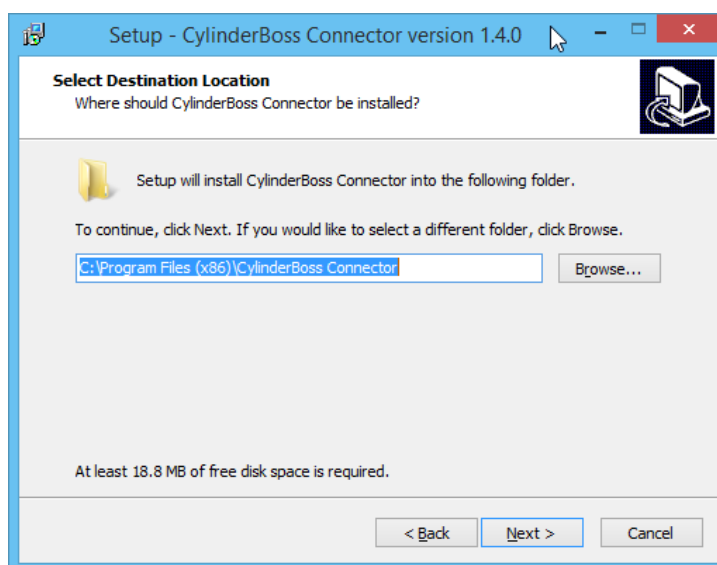 Setup - CylinderBoss Connector version 1.4.0
Select Destination Location
Where should CylinderBoss Connector be installed?
Setup will install CylinderBoss Connector into the following folder.
To continue, click Next. If you would like to select a different folder, click Browse.
C:\Program Files (x86)\CylinderBoss Connector
Browse...
At least 18.8 MB of free disk space is required.
< Back Next > Cancel